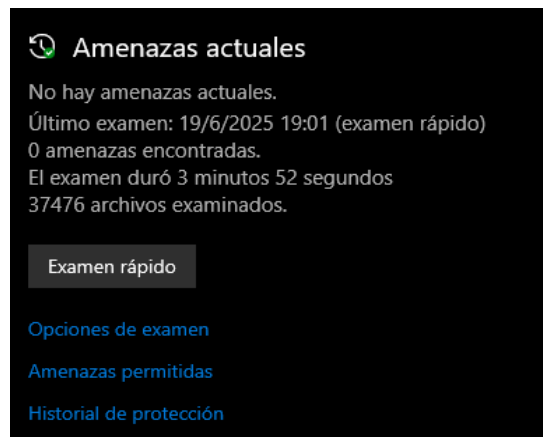 Amenazas actuales
No hay amenazas actuales.
Último examen: 19/6/2025 19:01 (examen rápido)
0 amenazas encontradas.
El examen duró 3 minutos 52 segundos
37476 archivos examinados.
Examen rápido
Opciones de examen
Amenazas permitidas
Historial de protección